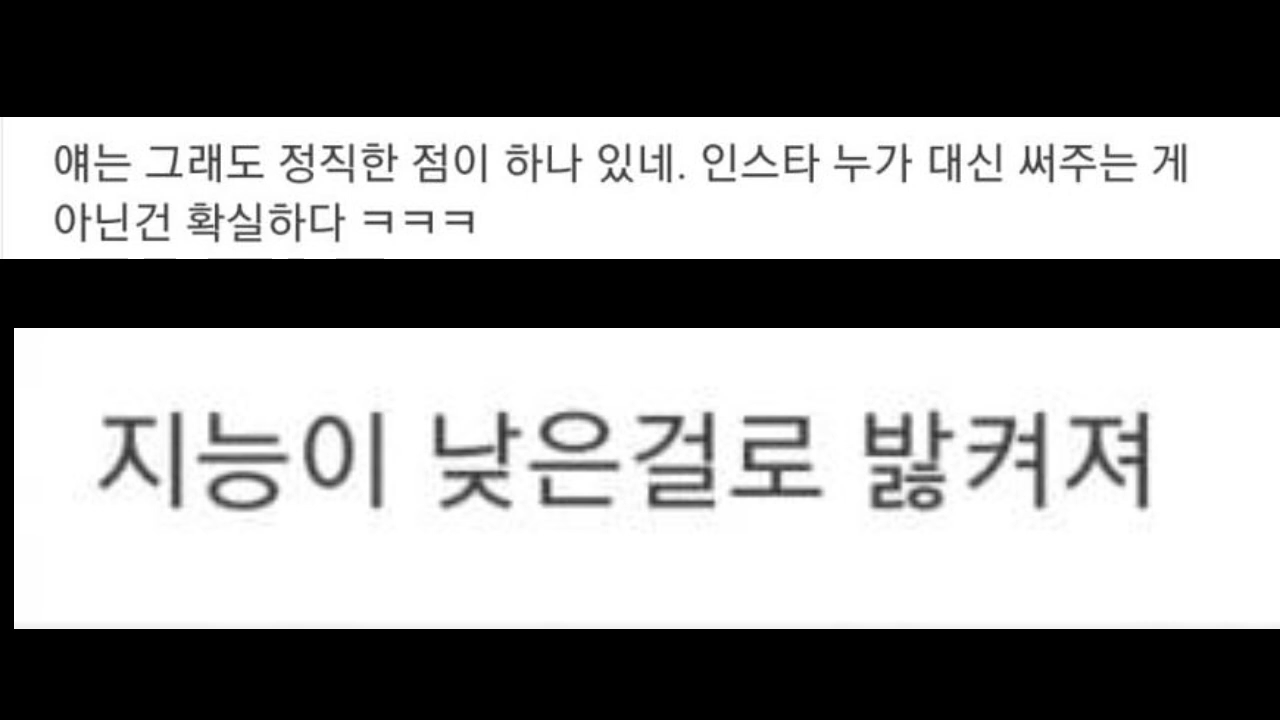 얘는 그래도 정직한 점이 하나 있네. 인스타 누가 대신 써주는 게
아닌건 확실하다 ㅋㅋㅋ
지능이 낮은걸로 밣켜져